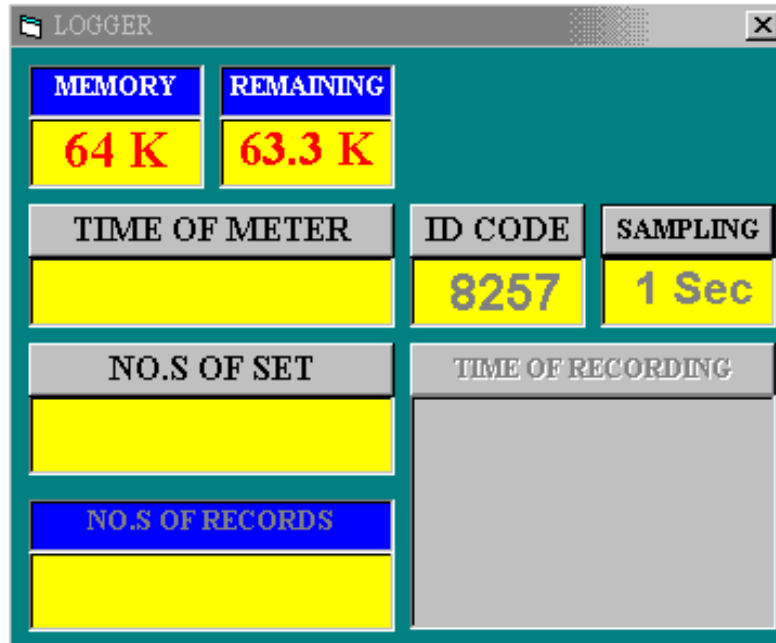 LOGGER
MEMORY REMAINING
64 K 63.3 K
TIME OF METER ID CODE SAMPLING
8257 1 Sec
NO.S OF SET TIME OF RECORDING
NO.S OF RECORDS